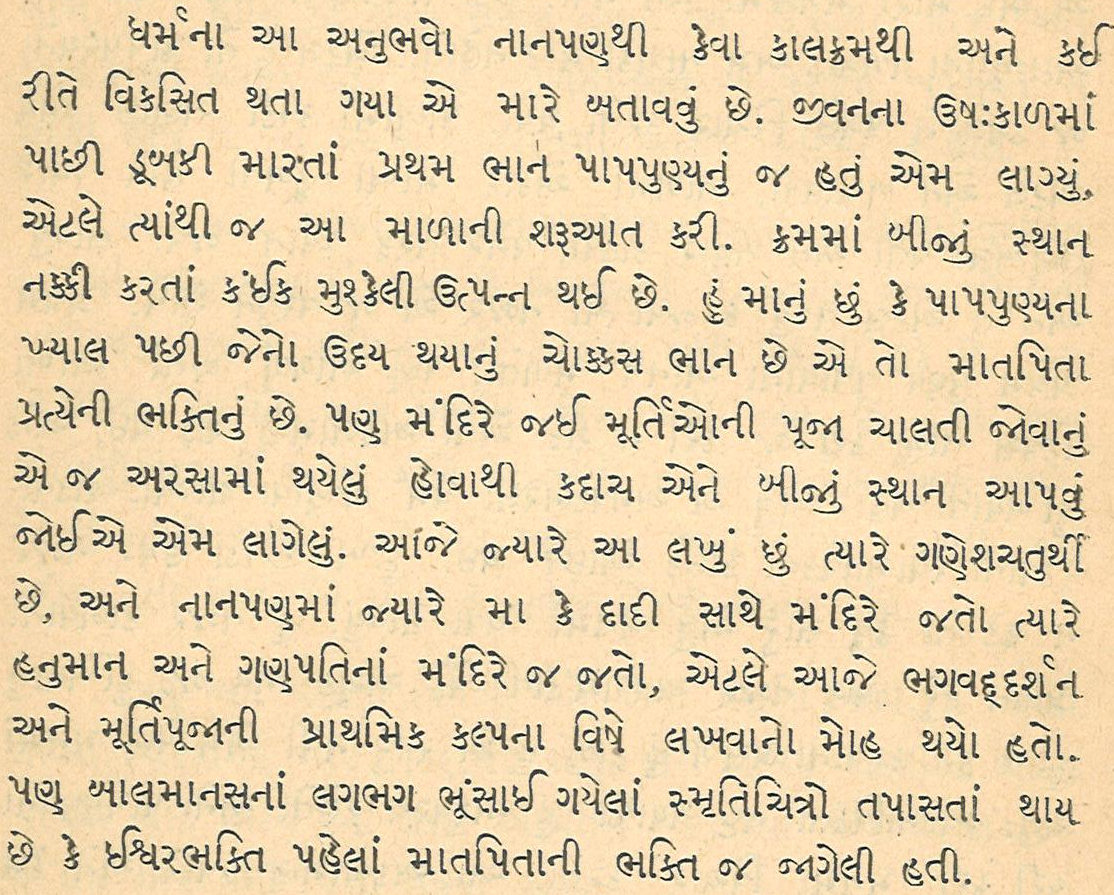 ધર્મના આ અનુભવો નાનપણથી કેવા કાલક્રમથી અને કઈ
રીતે વિકસિત થતા ગયા એ મારે બતાવવું છે. જીવનના ઉષઃકાળમાં
પાછી ડૂબકી મારતાં પ્રથમ ભાન પાપપુણ્યનું જ હતું એમ લાગ્યું,
એટલે ત્યાંથી જ આ માળાની શરૂઆત કરી. ક્રમમાં બીજું સ્થાન
નક્કી કરતાં કંઈક મુશ્કેલી ઉત્પન્ન થઈ છે. હું માનું છું કે પાપપુણ્યના
ખ્યાલ પછી જેનો ઉદય થયાનું ચોક્કસ ભાન છે એ તો માતપિતા
પ્રત્યેની ભક્તિનું છે. પણ મંદિરે જઈ મૂર્તિઓની પૂજા ચાલતી જોવાનું
એ જ અરસામાં થયેલું હોવાથી કદાચ એને બીજું સ્થાન આપવું
જોઈએ એમ લાગેલું. આજે જ્યારે આ લખું છું ત્યારે ગણેશચતુર્થી
છે, અને નાનપણમાં જ્યારે મા કે દાદી સાથે મંદિરે જતો ત્યારે
હનુમાન અને ગણપતિનાં મંદિરે જ જતો, એટલે આજે ભગવદ્દર્શન
અને મૂર્તિપૂજાની પ્રાથમિક કલ્પના વિષે લખવાનો મોહ થયો હતો.
પણ બાલમાનસનાં લગભગ ભૂંસાઈ ગયેલાં સ્મૃતિચિત્રો તપાસતાં થાય
છે કે ઈશ્વરભક્તિ પહેલાં માતપિતાની ભક્તિ જ જાગેલી હતી.